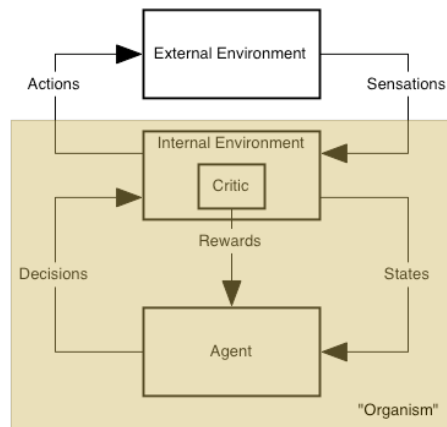 External Environment
Actions
Sensations
Internal Environment
Critic
Rewards
Decisions
States
Agent
"Organism"